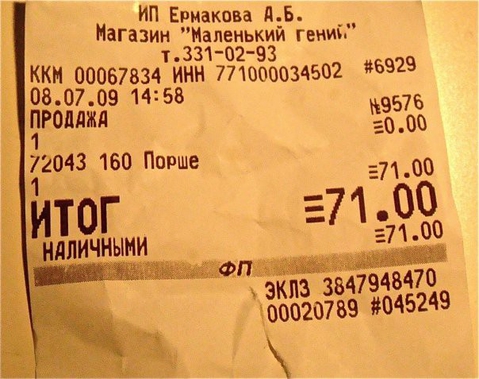 ИП Ермакова А.Б.
Магазин "Маленький гений"
т.331-02-93
ККМ 00067834 ИНН 771000034502 #6929
08.07.09 14:58 №9576
ПРОДАЖА ≡0.00
1
72043 160 Порше ≡71.00
1
ИТОГ ≡71.00
НАЛИЧНЫМИ ≡71.00
ФП
ЭКЛЗ 3847948470
00020789 #045249